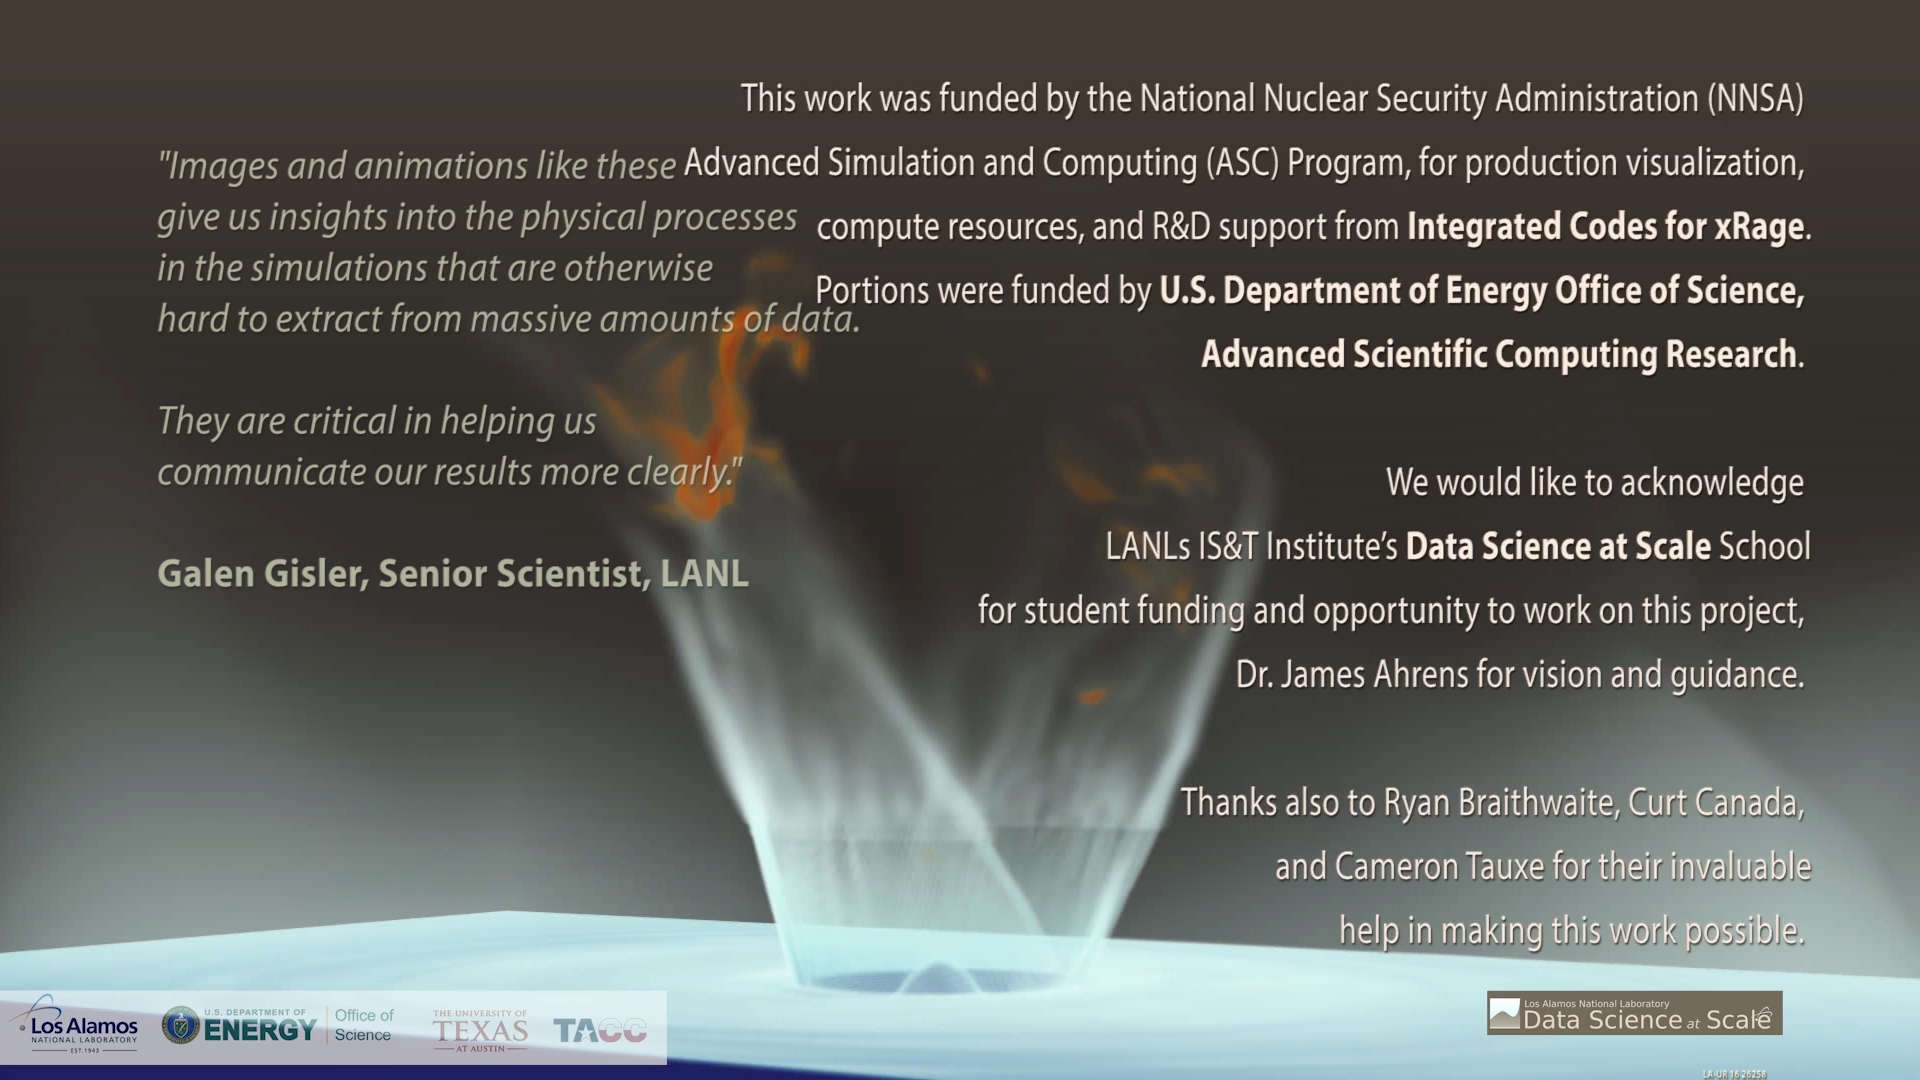 "Images and animations like these
give us insights into the physical processes
in the simulations that are otherwise
hard to extract from massive amounts of data.
They are critical in helping us
communicate our results more clearly."
Galen Gisler, Senior Scientist, LANL
This work was funded by the National Nuclear Security Administration (NNSA)
Advanced Simulation and Computing (ASC) Program, for production visualization,
compute resources, and R&D support from Integrated Codes for xRage.
Portions were funded by U.S. Department of Energy Office of Science,
Advanced Scientific Computing Research.
We would like to acknowledge
LANLs IS&T Institute’s Data Science at Scale School
for student funding and opportunity to work on this project,
Dr. James Ahrens for vision and guidance.
Thanks also to Ryan Braithwaite, Curt Canada,
and Cameron Tauxe for their invaluable
help in making this work possible.
Los Alamos
NATIONAL LABORATORY
EST. 1943
U.S. DEPARTMENT OF
ENERGY
Office of
Science
THE UNIVERSITY OF
TEXAS
AT AUSTIN
TACC
Los Alamos National Laboratory
Data Science at Scale
LA-UR 16 26258